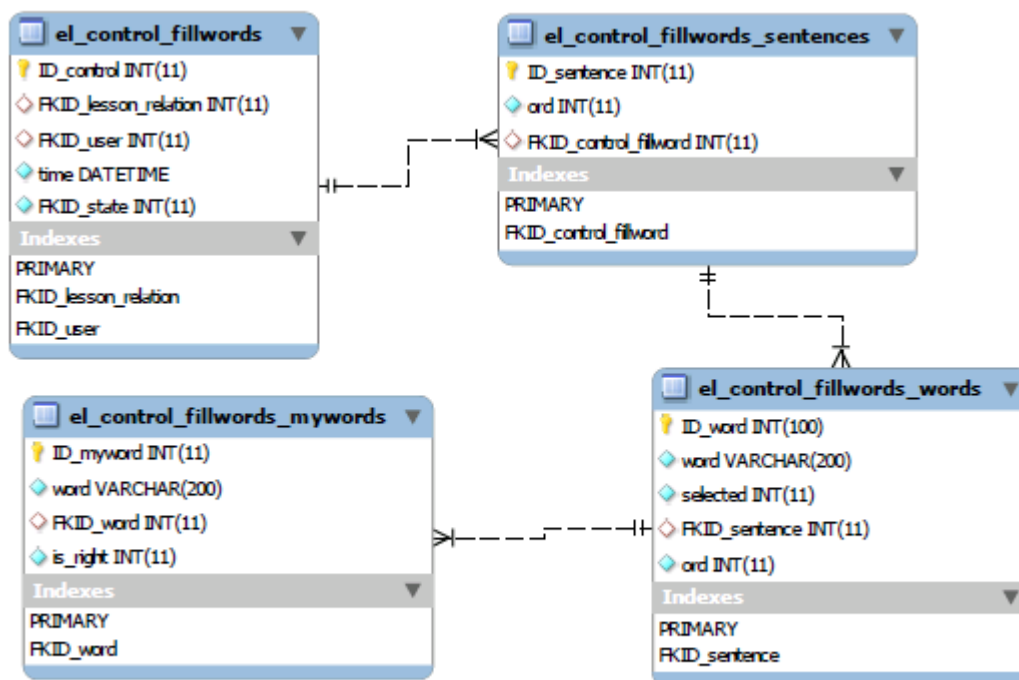 el_control_fillwords
ID_control INT(11)
FKID_lesson_relation INT(11)
FKID_user INT(11)
time DATETIME
FKID_state INT(11)
Indexes
PRIMARY
FKID_lesson_relation
FKID_user
el_control_fillwords_sentences
ID_sentence INT(11)
ord INT(11)
FKID_control_fillword INT(11)
Indexes
PRIMARY
FKID_control_fillword
el_control_fillwords_mywords
ID_myword INT(11)
word VARCHAR(200)
FKID_word INT(11)
is_right INT(11)
Indexes
PRIMARY
FKID_word
el_control_fillwords_words
ID_word INT(100)
word VARCHAR(200)
selected INT(11)
FKID_sentence INT(11)
ord INT(11)
Indexes
PRIMARY
FKID_sentence